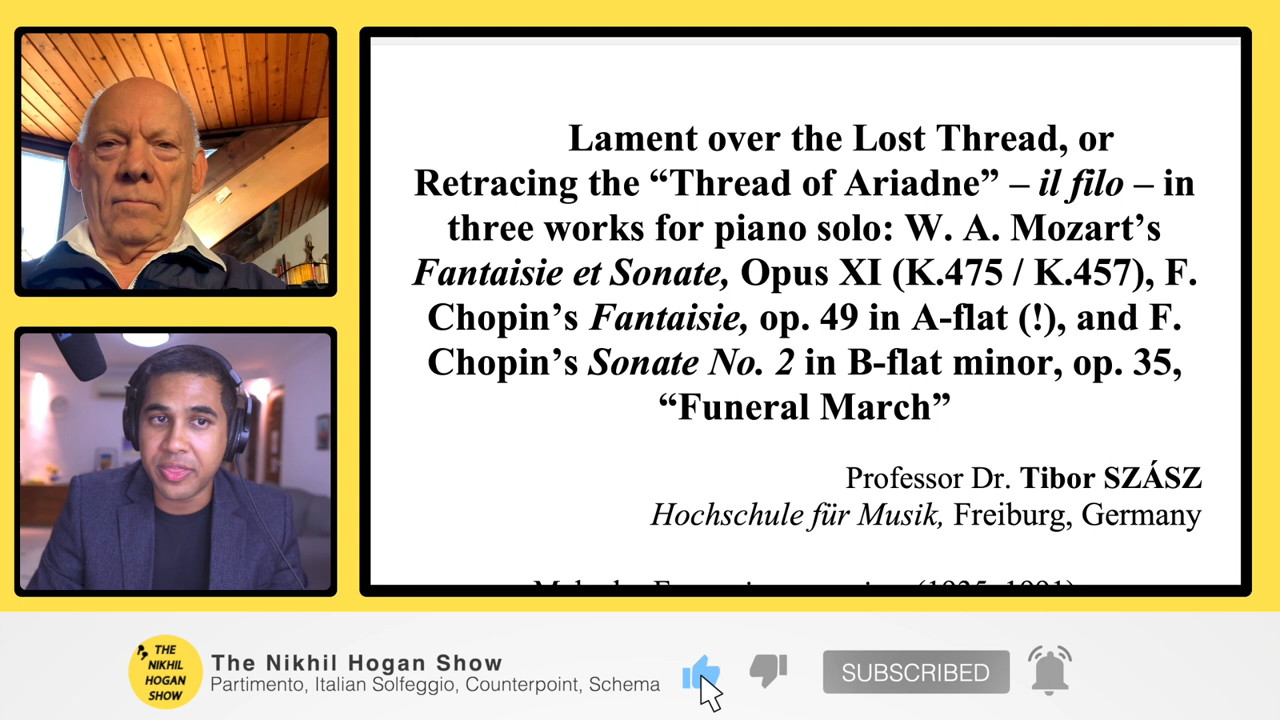 Lament over the Lost Thread, or
Retracing the “Thread of Ariadne” – il filo – in
three works for piano solo: W. A. Mozart’s
Fantaisie et Sonate, Opus XI (K.475 / K.457), F.
Chopin’s Fantaisie, op. 49 in A-flat (!), and F.
Chopin’s Sonate No. 2 in B-flat minor, op. 35,
“Funeral March”
Professor Dr. Tibor SZÁSZ
Hochschule für Musik, Freiburg, Germany
THE
NIKHIL
HOGAN
SHOW
The Nikhil Hogan Show
Partimento, Italian Solfeggio, Counterpoint, Schema
SUBSCRIBED